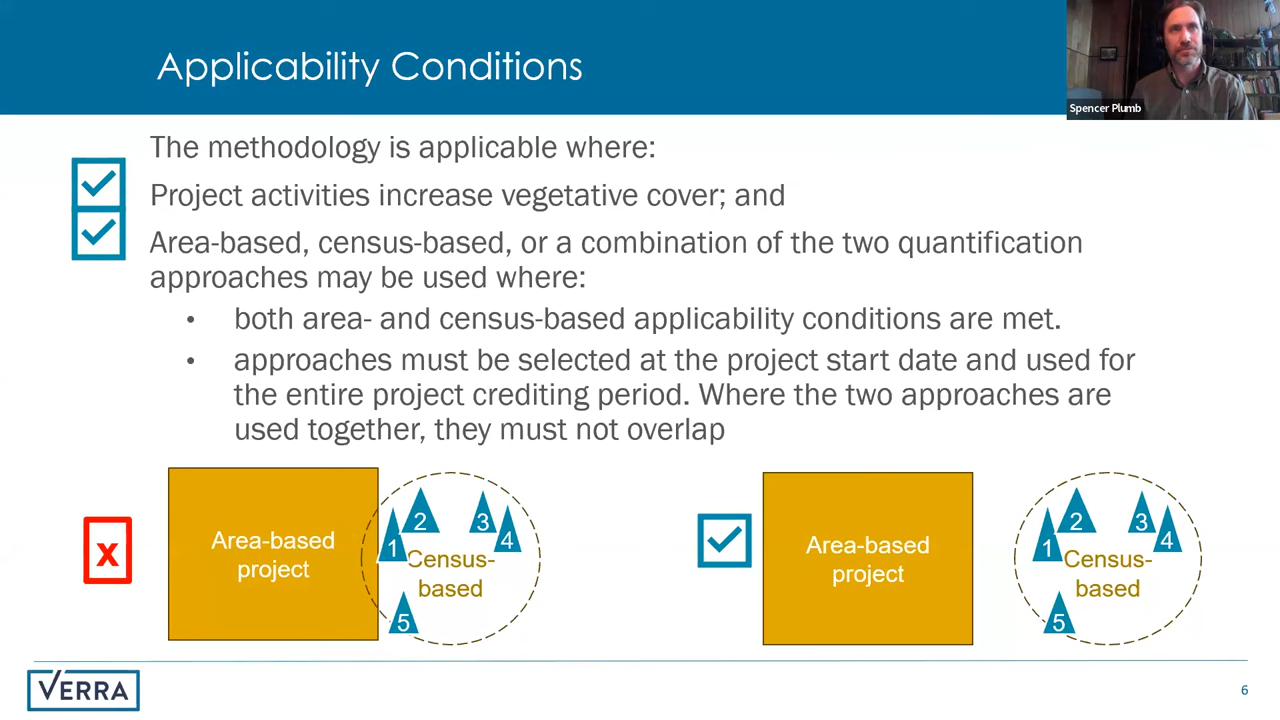 Applicability Conditions
Spencer Plumb
The methodology is applicable where:
Project activities increase vegetative cover; and
Area-based, census-based, or a combination of the two quantification
approaches may be used where:
• both area- and census-based applicability conditions are met.
• approaches must be selected at the project start date and used for
the entire project crediting period. Where the two approaches are
used together, they must not overlap
x
Area-based
project
1
2
3
4
Census-
based
5
Area-based
project
1
2
3
4
Census-
based
5
VERRA
6